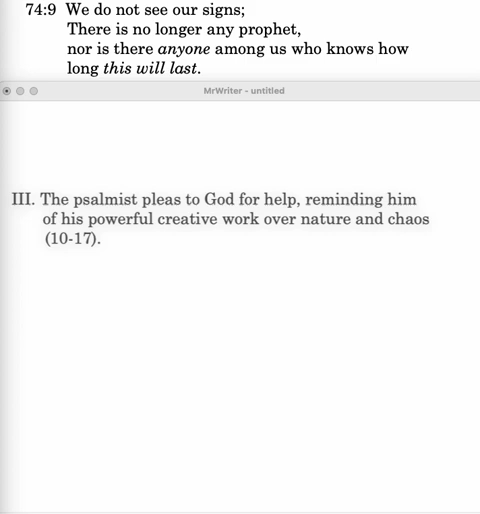 74:9 We do not see our signs;
There is no longer any prophet,
nor is there anyone among us who knows how
long this will last.
MrWriter - untitled
III. The psalmist pleas to God for help, reminding him
of his powerful creative work over nature and chaos
(10-17).